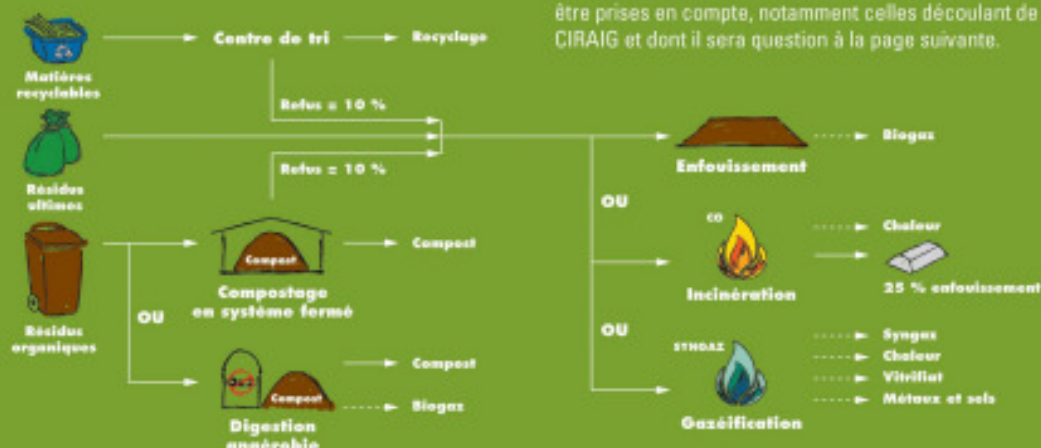 être prises en compte, notamment celles découlant de
CIRAIG et dont il sera question à la page suivante.
Matières
recyclables
Centre de tri
Recyclage
Refus = 10 %
Résidus
ultimes
Refus = 10 %
Enfouissement
Biogaz
OU
Résidus
organiques
Compost
Compostage
en système fermé
Compost
OU
Compost
Digestion
anaérobie
Compost
Biogaz
CO
Incinération
Chaleur
25 % enfouissement
OU
SYNGAZ
Gazéification
Syngaz
Chaleur
Vitrifiat
Métaux et sels